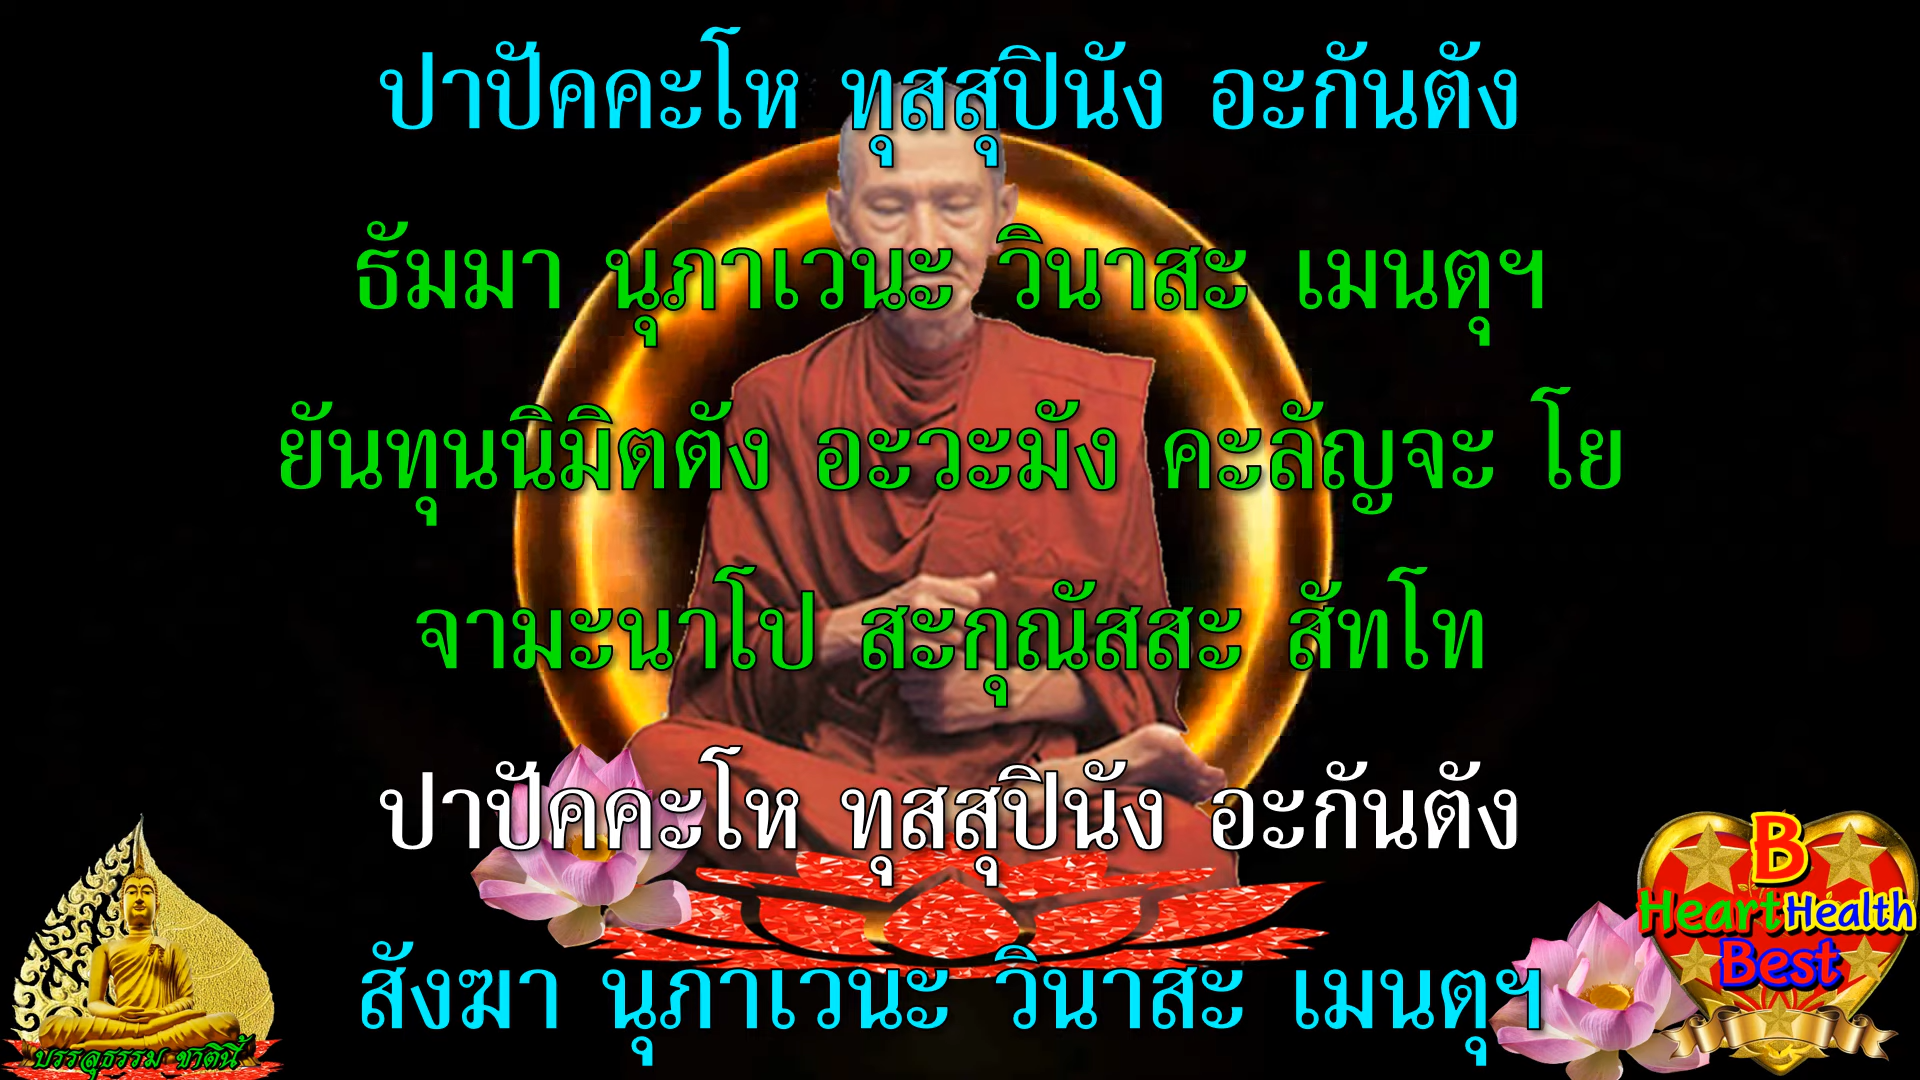 ปาปัคคะโห ทุสสุปินัง อะกันตัง
ธัมมา นุภาเวนะ วินาสะ เมนตุฯ
ยันทุนนิมิตตัง อะวะมัง คะลัญจะ โย
จามะนาโป สะกุณัสสะ สัทโท
ปาปัคคะโห ทุสสุปินัง อะกันตัง
สังฆา นุภาเวนะ วินาสะ เมนตุฯ
บรรลุธรรม ชาตินี้
B
Heart Health
Best